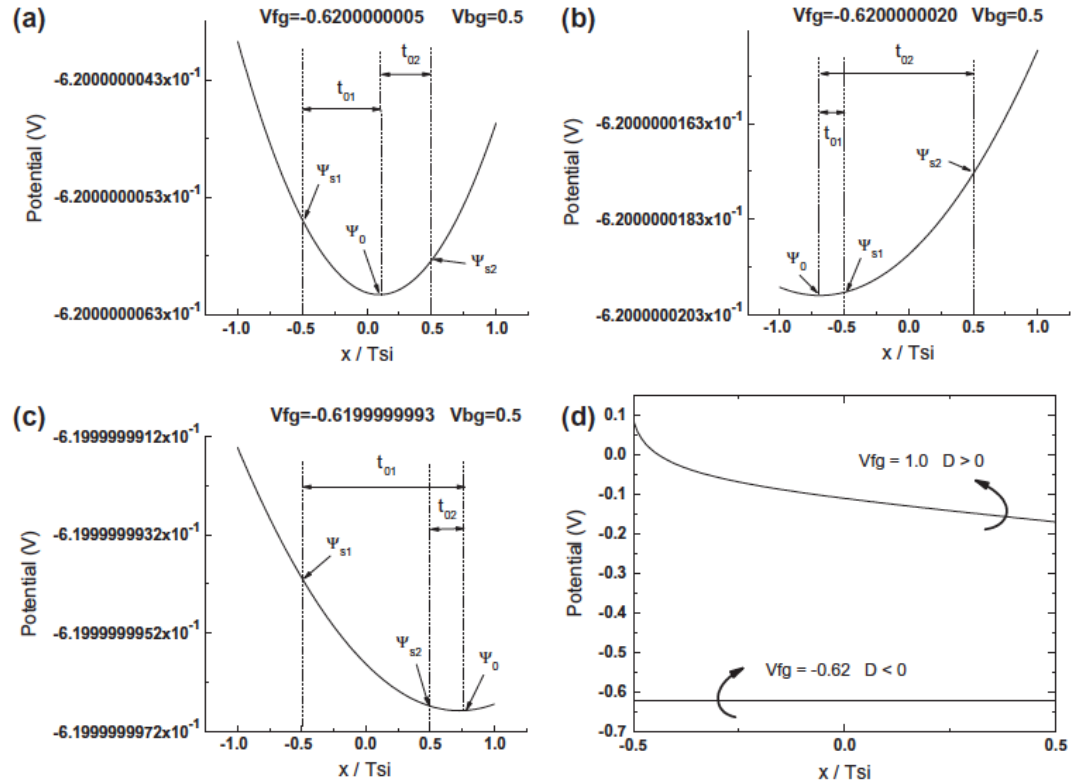 (a)
Vfg=-0.6200000005 Vbg=0.5
t02
t01
-6.2000000043x10-1
-6.2000000053x10-1
-6.2000000063x10-1
Potential (V)
Ψs1
Ψ0
Ψs2
-1.0 -0.5 0.0 0.5 1.0
x / Tsi
(b)
Vfg=-0.6200000020 Vbg=0.5
t02
t01
-6.2000000163x10-1
-6.2000000183x10-1
-6.2000000203x10-1
Potential (V)
Ψs2
Ψ0
Ψs1
-1.0 -0.5 0.0 0.5 1.0
x / Tsi
(c)
Vfg=-0.6199999993 Vbg=0.5
t01
t02
-6.1999999912x10-1
-6.1999999932x10-1
-6.1999999952x10-1
-6.1999999972x10-1
Potential (V)
Ψs1
Ψs2
Ψ0
-1.0 -0.5 0.0 0.5 1.0
x / Tsi
(d)
0.1
0.0
-0.1
-0.2
-0.3
-0.4
-0.5
-0.6
-0.7
Potential (V)
Vfg = 1.0 D > 0
Vfg = -0.62 D < 0
-0.5 0.0 0.5
x / Tsi